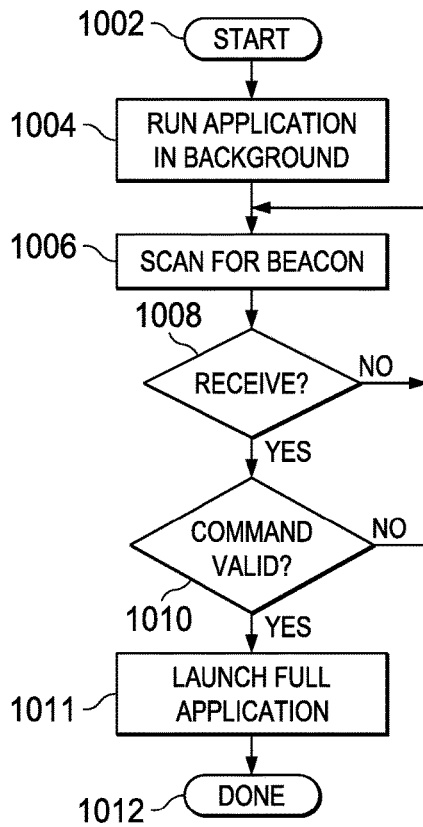 1002
START
1004
RUN APPLICATION
IN BACKGROUND
1006
SCAN FOR BEACON
1008
RECEIVE?
NO
YES
COMMAND
VALID?
NO
1010
YES
1011
LAUNCH FULL
APPLICATION
1012
DONE